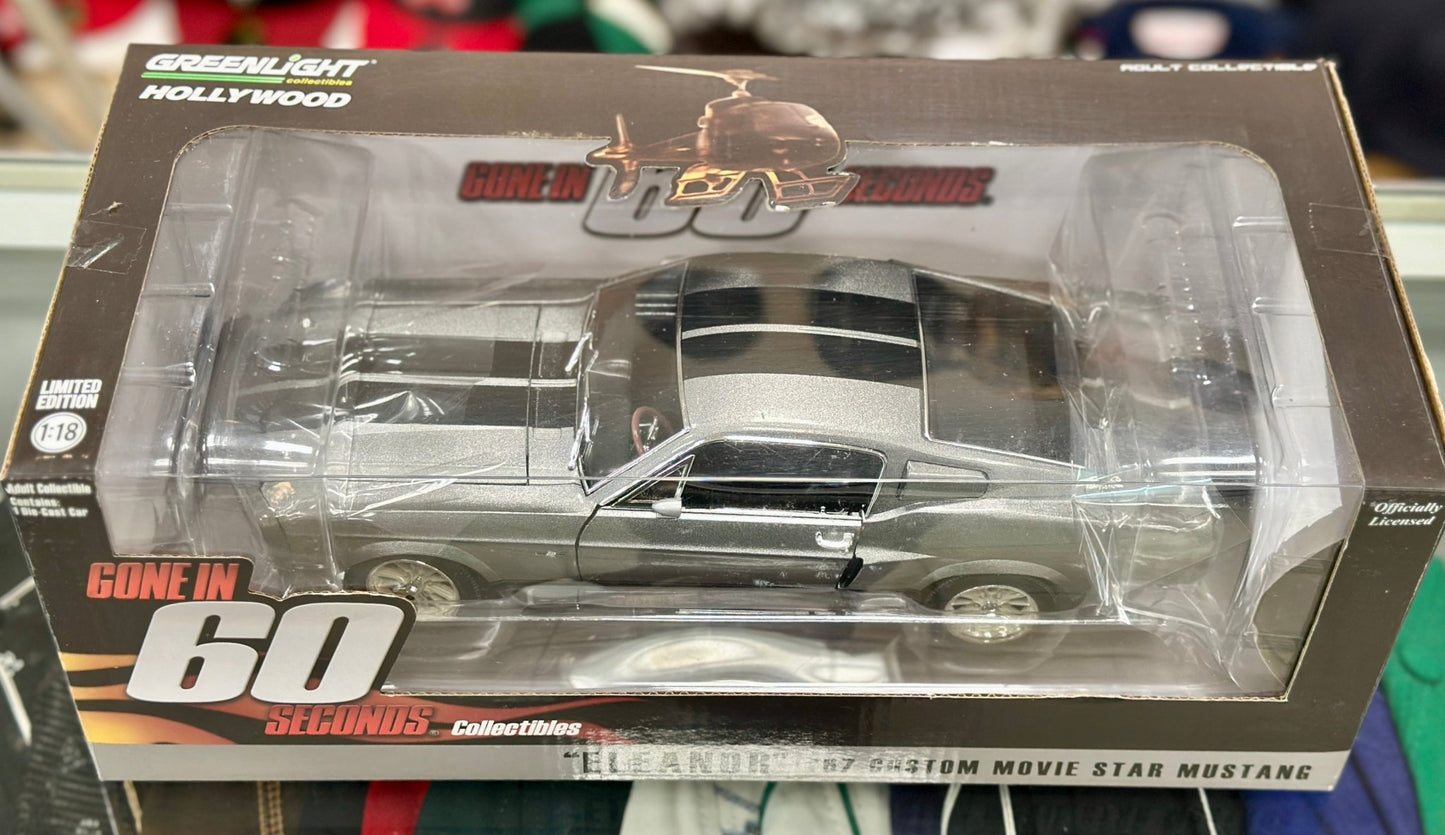 GREENLiGHT
collectibles
HOLLYWOOD
ADULT COLLECTIBLE
GONE IN
60
SECONDS
LIMITED
EDITION
1:18
Adult Collectible
Contains
1 Die-Cast Car
"Officially
Licensed"
GONE IN
60
SECONDS Collectibles
"ELEANOR" '67 CUSTOM MOVIE STAR MUSTANG